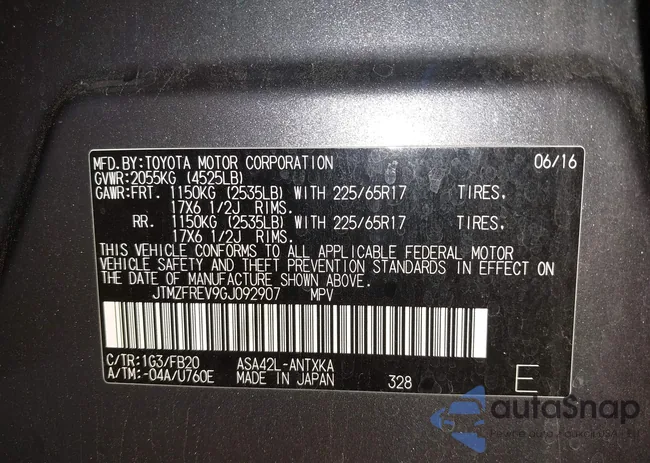 MFD.BY:TOYOTA MOTOR CORPORATION 06/16
GVWR:2055KG (4525LB)
GAWR:FRT. 1150KG (2535LB) WITH 225/65R17 TIRES,
17X6 1/2J RIMS.
RR. 1150KG (2535LB) WITH 225/65R17 TIRES,
17X6 1/2J RIMS.
THIS VEHICLE CONFORMS TO ALL APPLICABLE FEDERAL MOTOR
VEHICLE SAFETY AND THEFT PREVENTION STANDARDS IN EFFECT ON
THE DATE OF MANUFACTURE SHOWN ABOVE.
JTMZFREV9GJ092907 MPV
C/TR:1G3/FB20 ASA42L-ANTXKA
A/TM:-04A/U760E MADE IN JAPAN 328 E
autoSnap